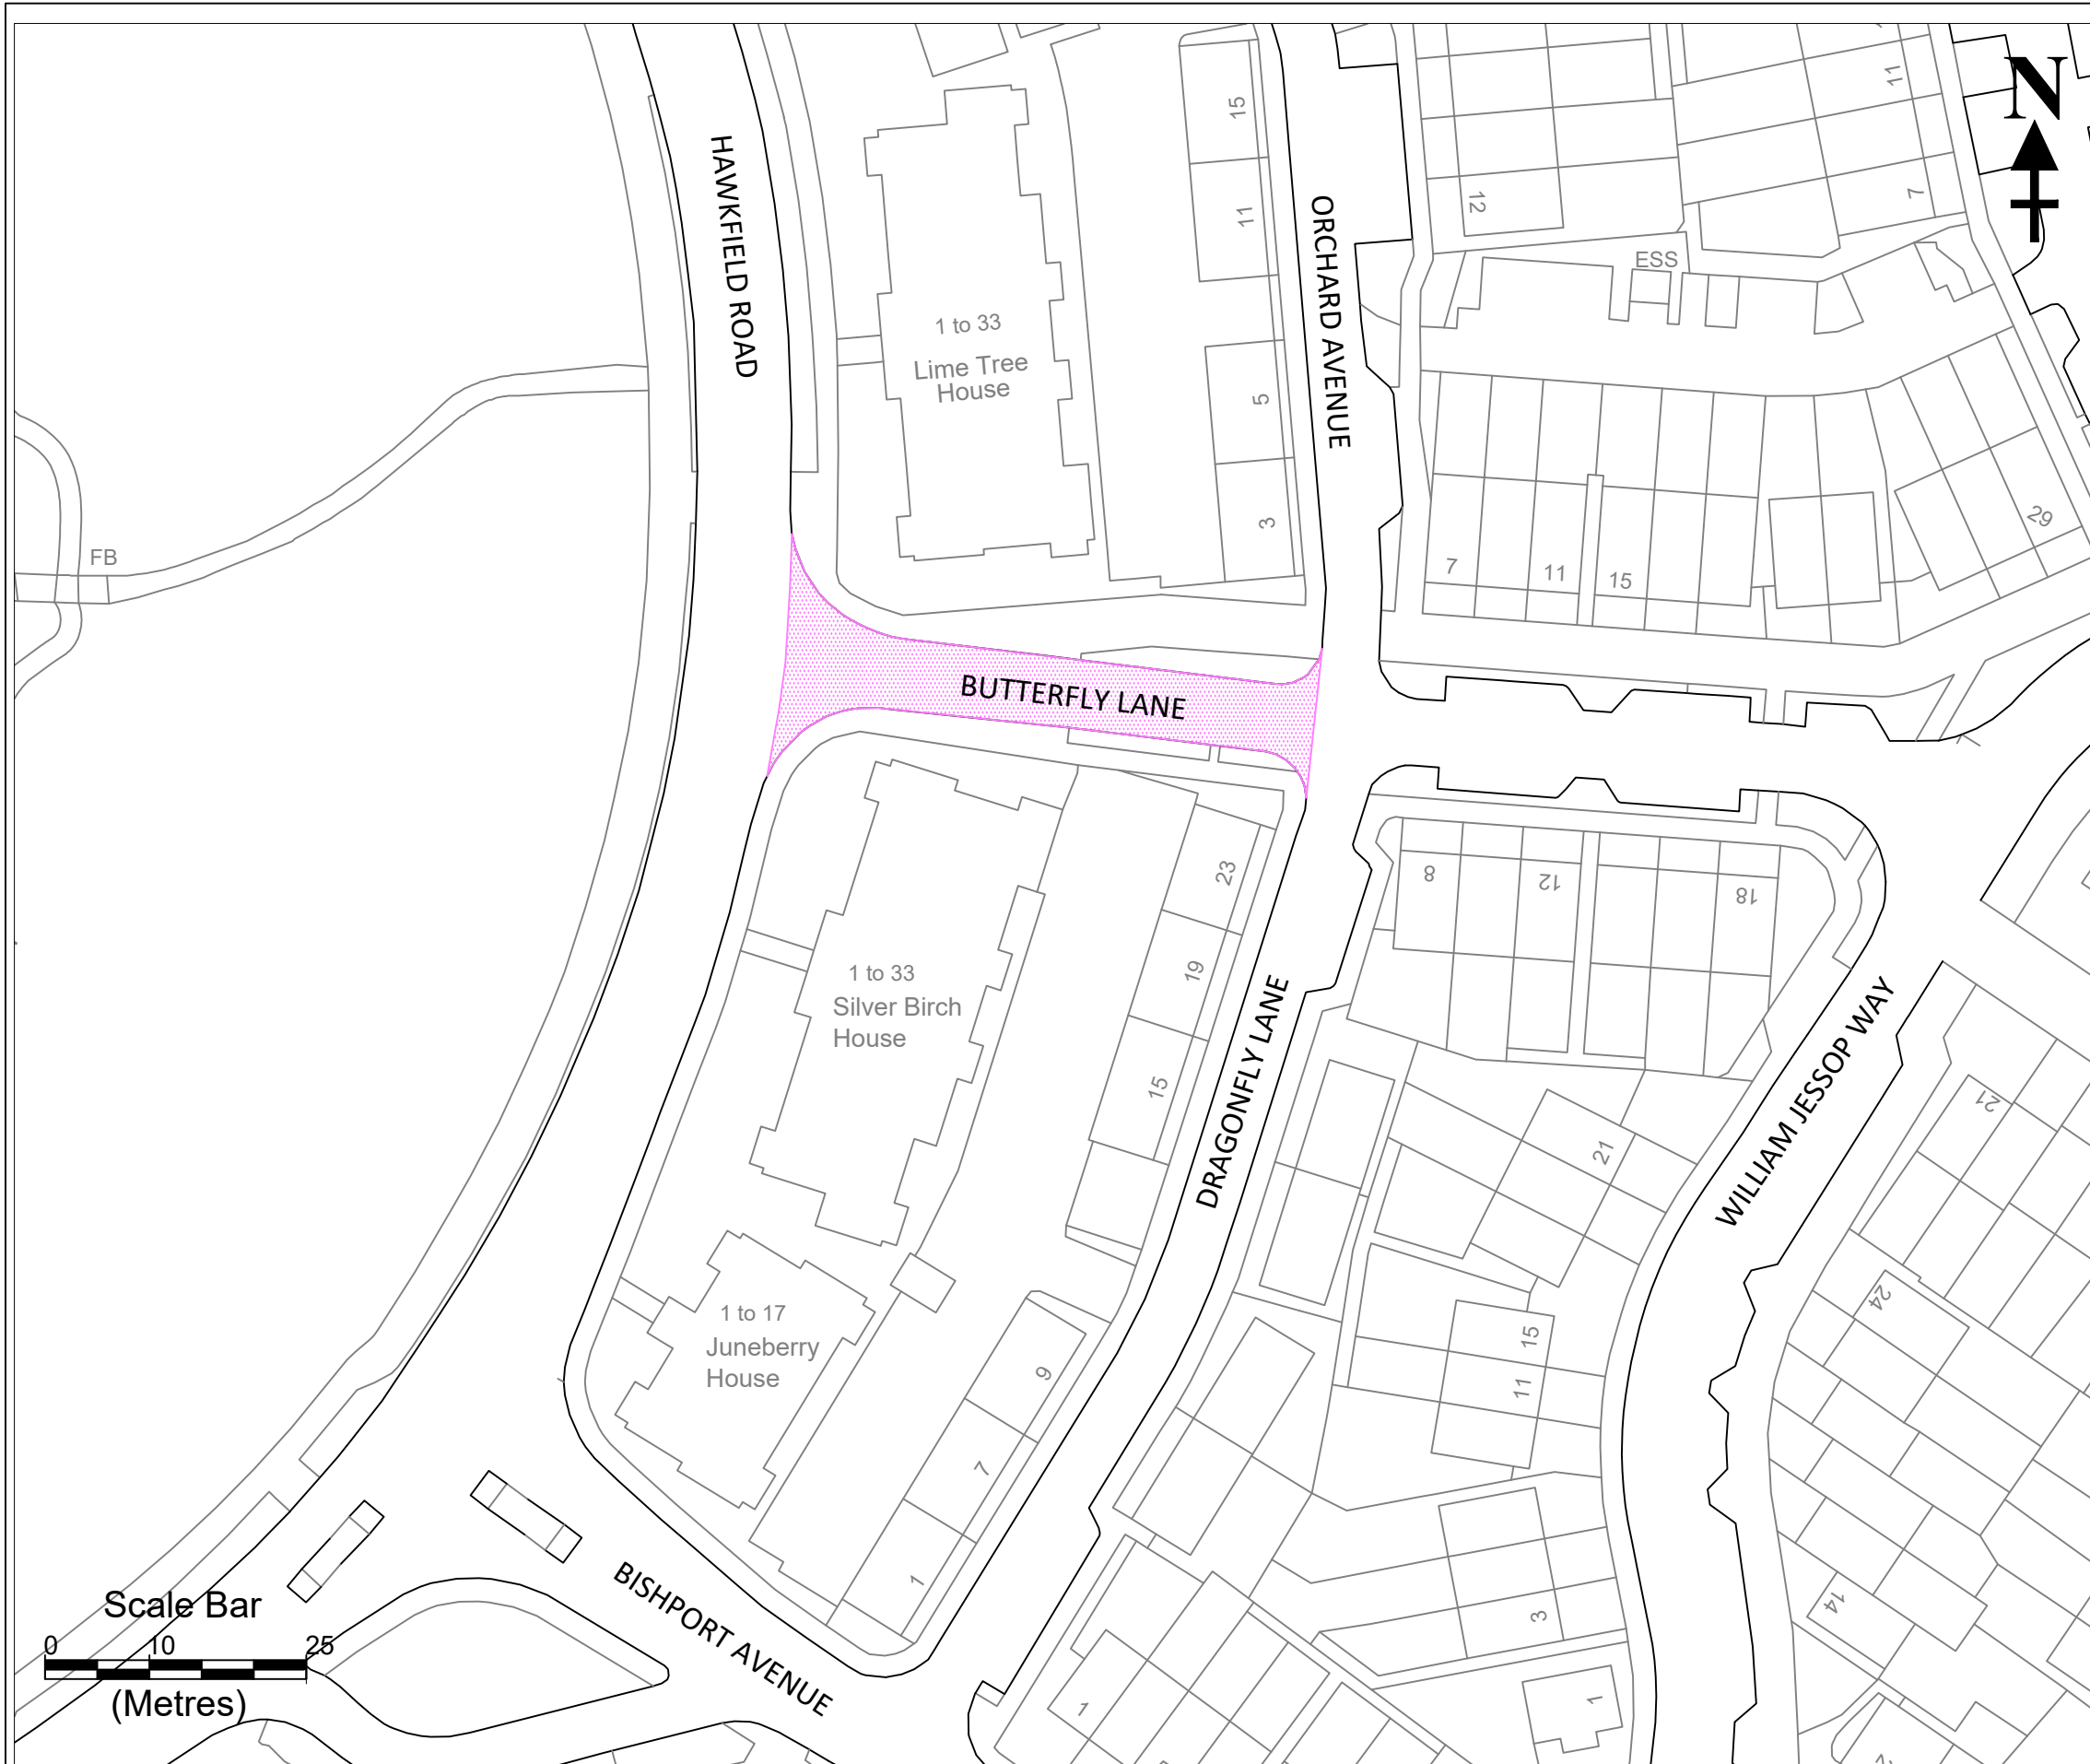 N
HAWKFIELD ROAD
15
11
5
3
ORCHARD AVENUE
12
11
7
ESS
1 to 33
Lime Tree
House
FB
7
11
15
29
BUTTERFLY LANE
23
19
15
8
12
18
1 to 33
Silver Birch
House
DRAGONFLY LANE
WILLIAM JESSOP WAY
21
21
24
1 to 17
Juneberry
House
9
7
1
15
11
3
14
1
1
BISHPORT AVENUE
Scale Bar
0 10 25
(Metres)